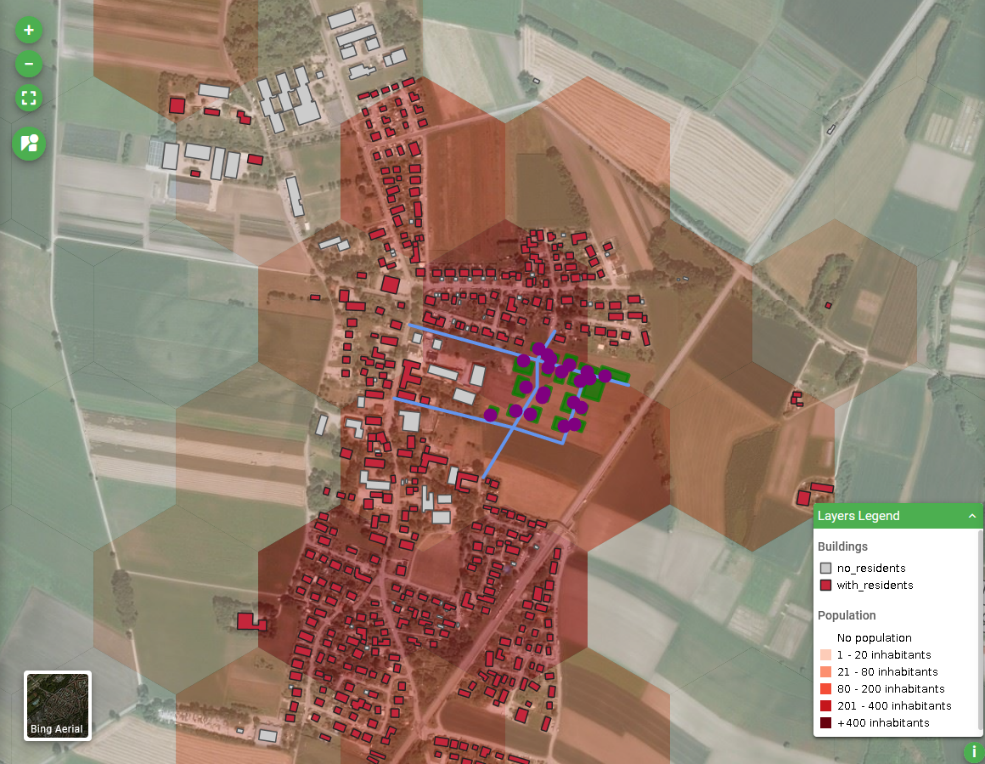 +
−
Layers Legend
Buildings
no_residents
with_residents
Population
No population
1 - 20 inhabitants
21 - 80 inhabitants
80 - 200 inhabitants
201 - 400 inhabitants
+400 inhabitants
Bing Aerial
i